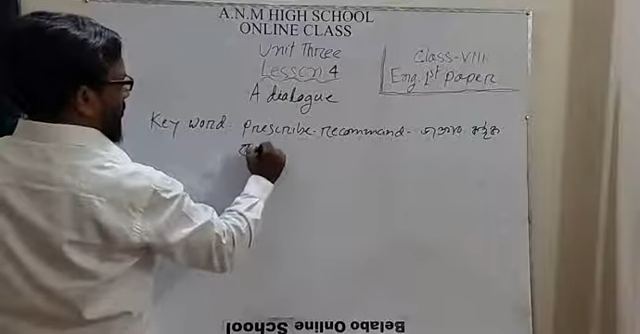 A.N.M HIGH SCHOOL
ONLINE CLASS
Unit Three
Lesson 4
Class-VIII
Eng. 1st paper
A dialogue
Key word: Prescribe- recommand- কর্তৃক
Belabo Online School